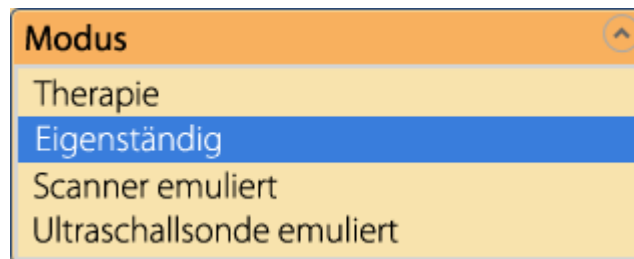 Modus
Therapie
Eigenständig
Scanner emuliert
Ultraschallsonde emuliert